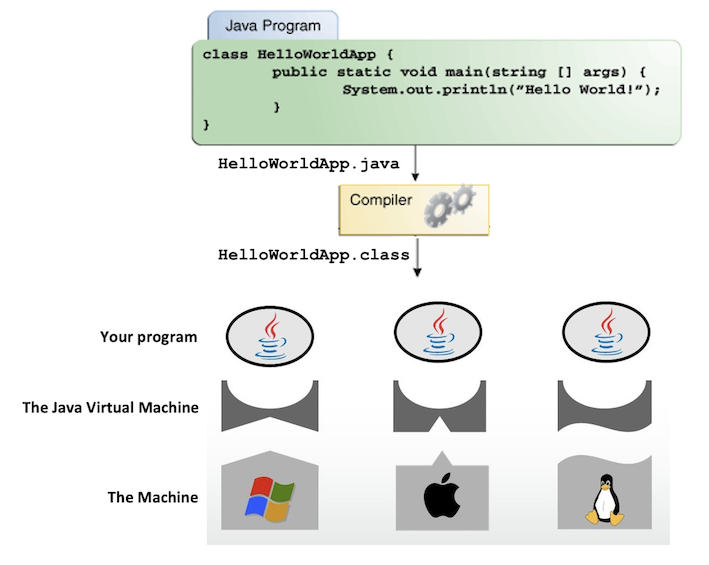 Java Program
class HelloWorldApp {
public static void main(string [] args) {
System.out.println(”Hello World!”);
}
}
HelloWorldApp.java
Compiler
HelloWorldApp.class
Your program
The Java Virtual Machine
The Machine